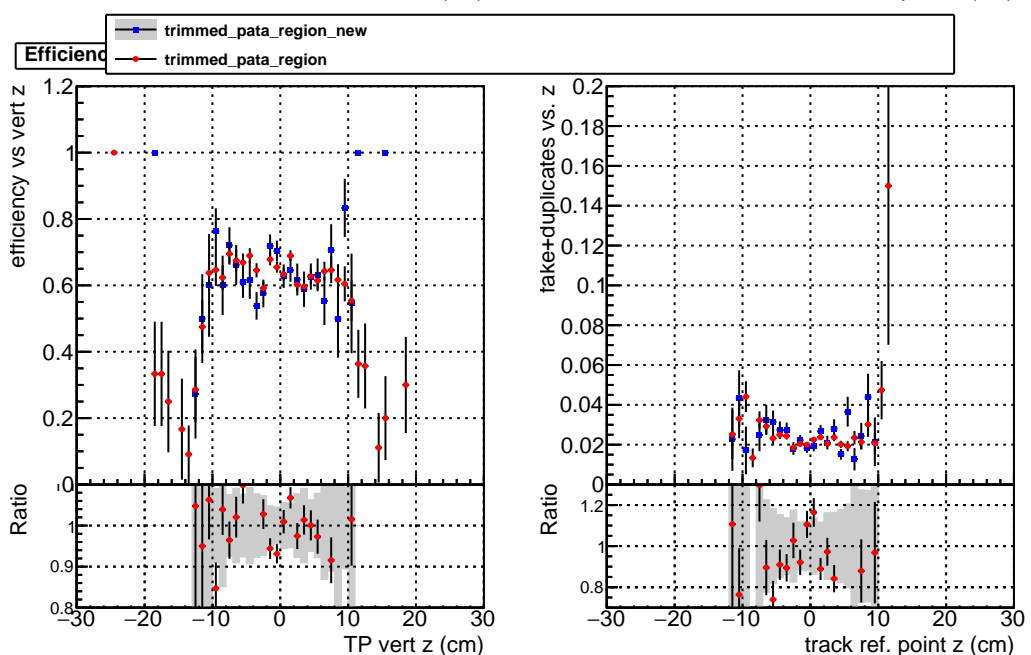 trimmed_pata_region_new
trimmed_pata_region
efficiency vs vert z
1.2
1
0.8
0.6
0.4
0.2
0
Ratio
1
0.9
0.8
−30 −20 −10 0 10 20 30
TP vert z (cm)
fake+duplicates vs. z
0.2
0.18
0.16
0.14
0.12
0.1
0.08
0.06
0.04
0.02
0
Ratio
1.2
1
0.8
−30 −20 −10 0 10 20 30
track ref. point z (cm)